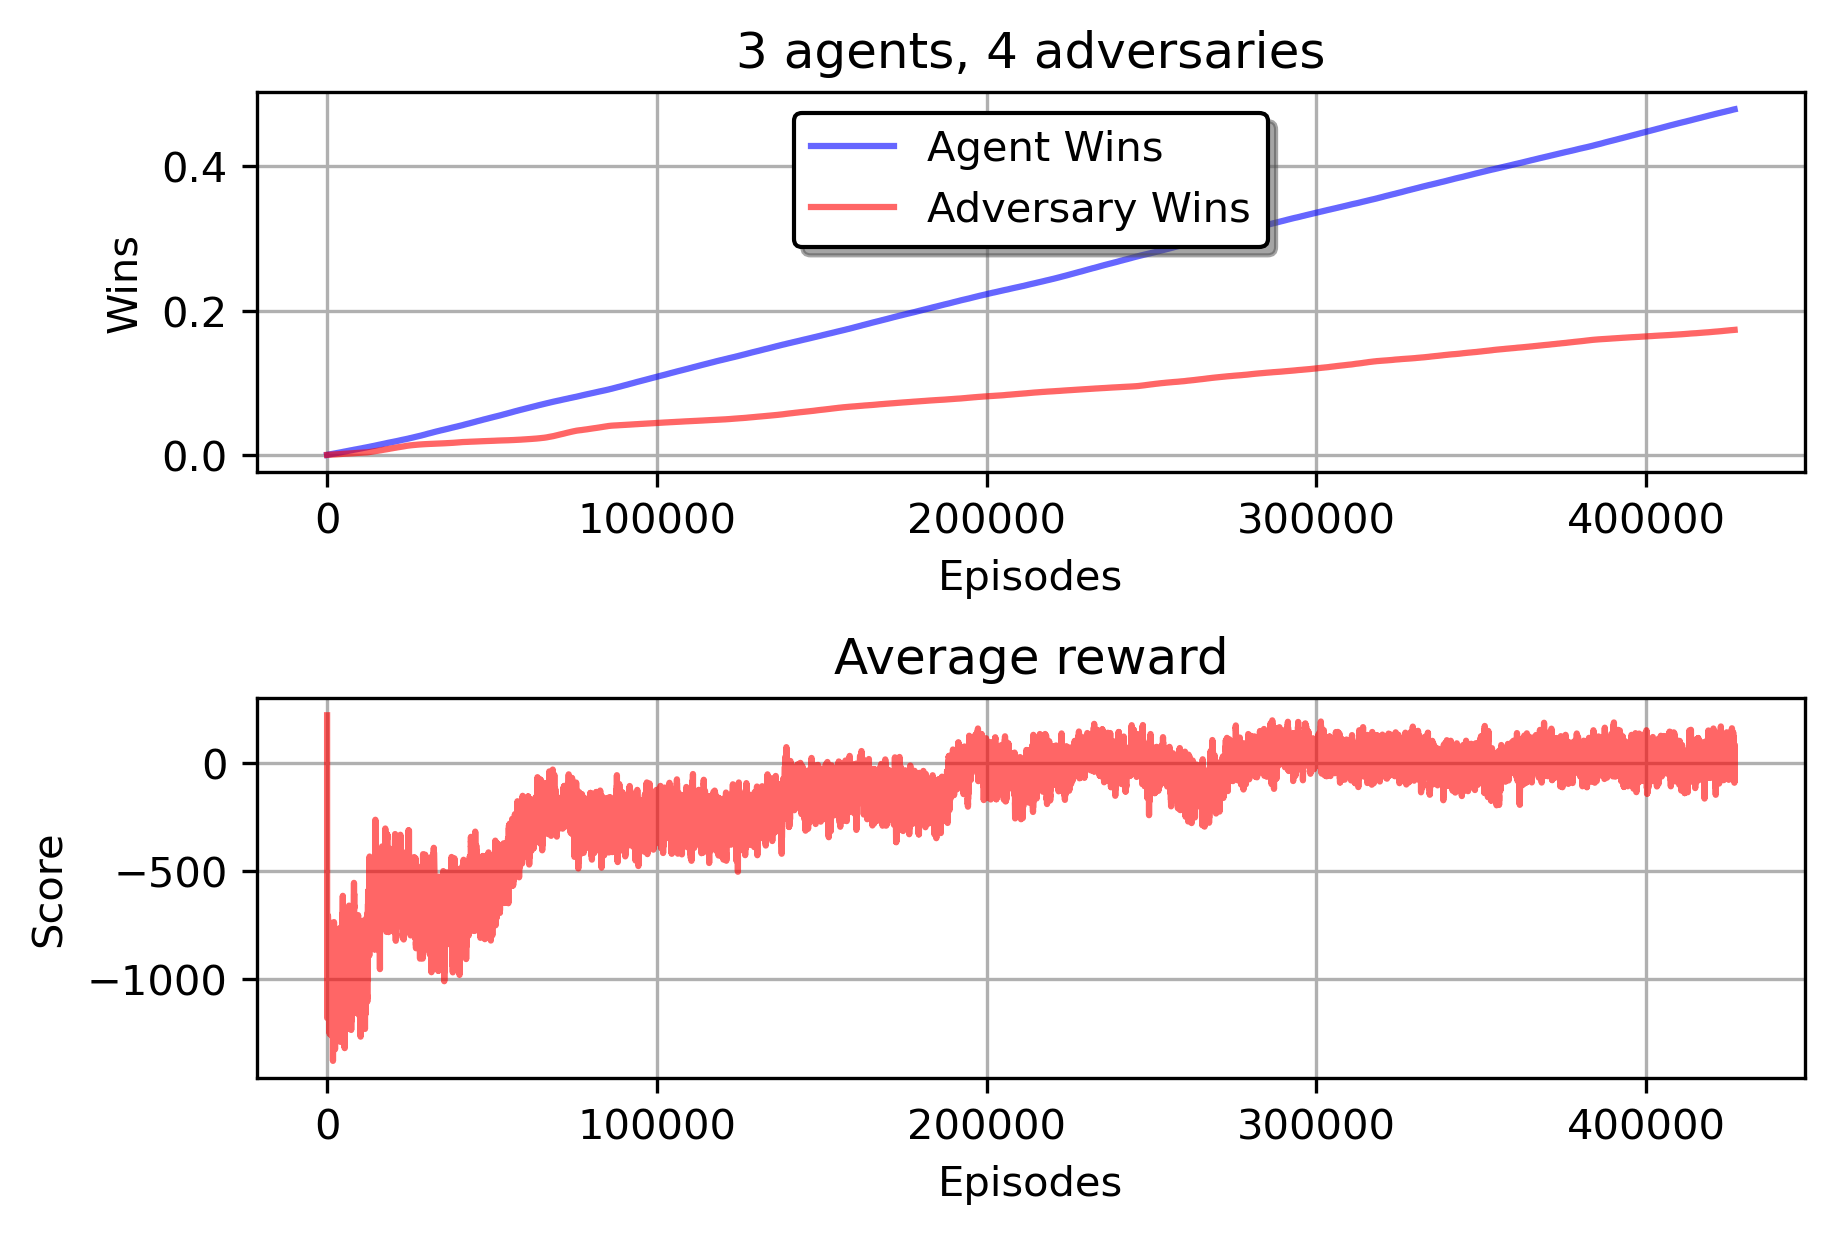 3 agents, 4 adversaries
Agent Wins
Adversary Wins
Wins
0.4
0.2
0.0
0 100000 200000 300000 400000
Episodes
Average reward
Score
0
−500
−1000
0 100000 200000 300000 400000
Episodes